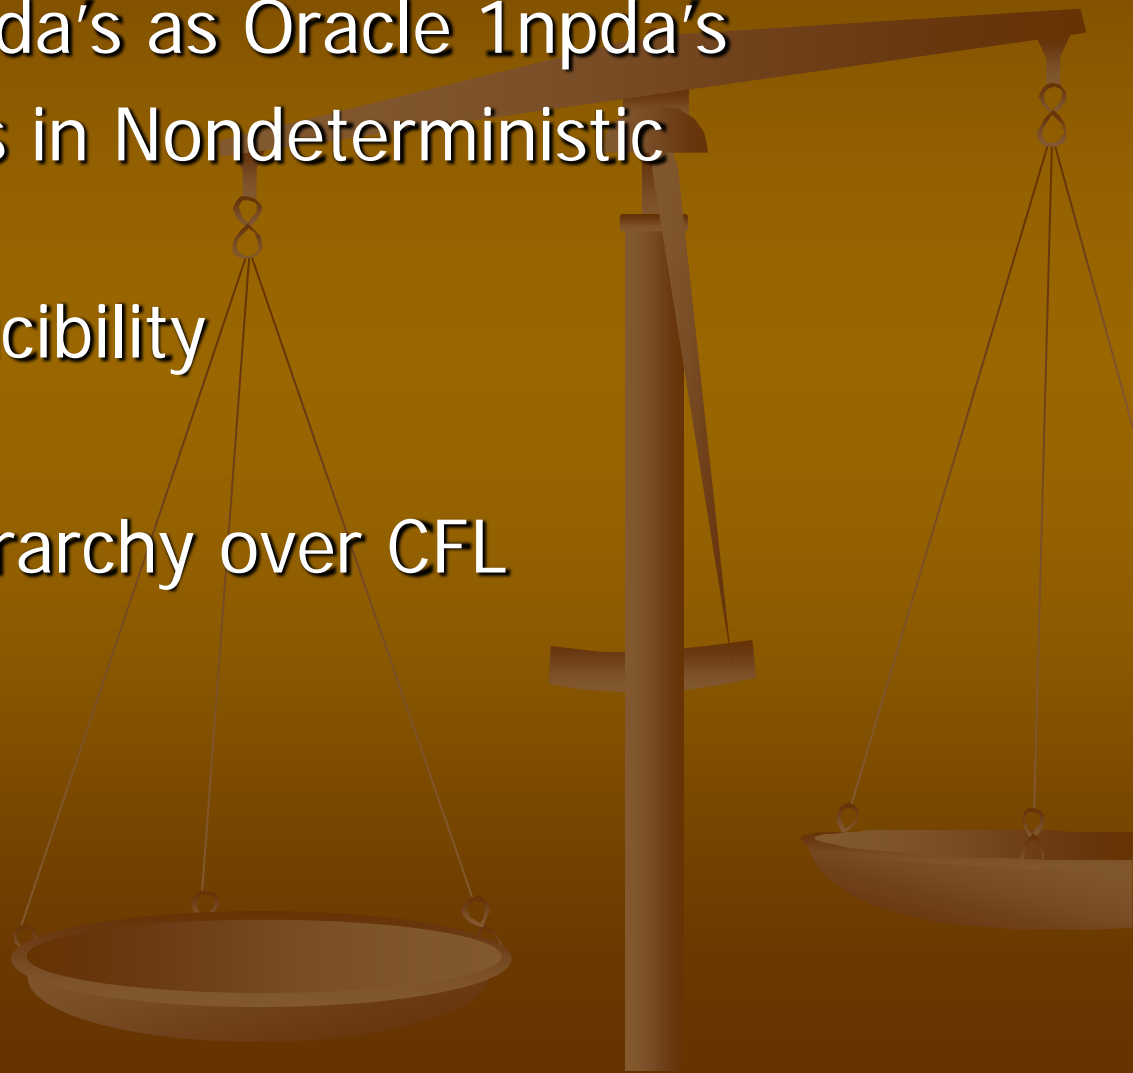 da's as Oracle 1npda's
s in Nondeterministic
cibility
rarchy over CFL